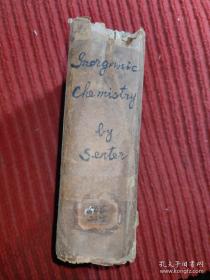 Inorganic
Chemistry
by
Senter
孔夫子旧书网